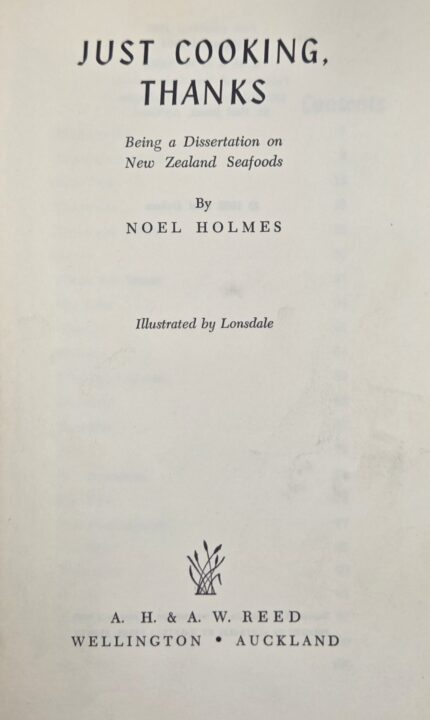 JUST COOKING,
THANKS
Being a Dissertation on
New Zealand Seafoods
By
NOEL HOLMES
Illustrated by Lonsdale
A. H. & A. W. REED
WELLINGTON • AUCKLAND